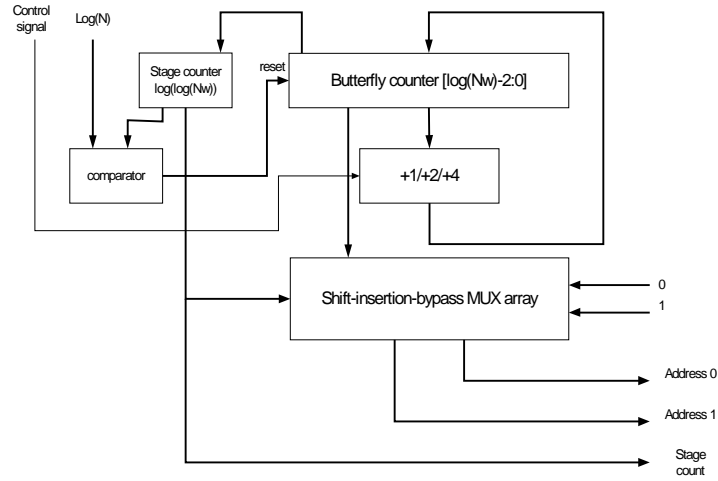 Control
signal
Log(N)
Stage counter
log(log(Nw))
reset
Butterfly counter [log(Nw)-2:0]
comparator
+1/+2/+4
Shift-insertion-bypass MUX array
0
1
Address 0
Address 1
Stage
count